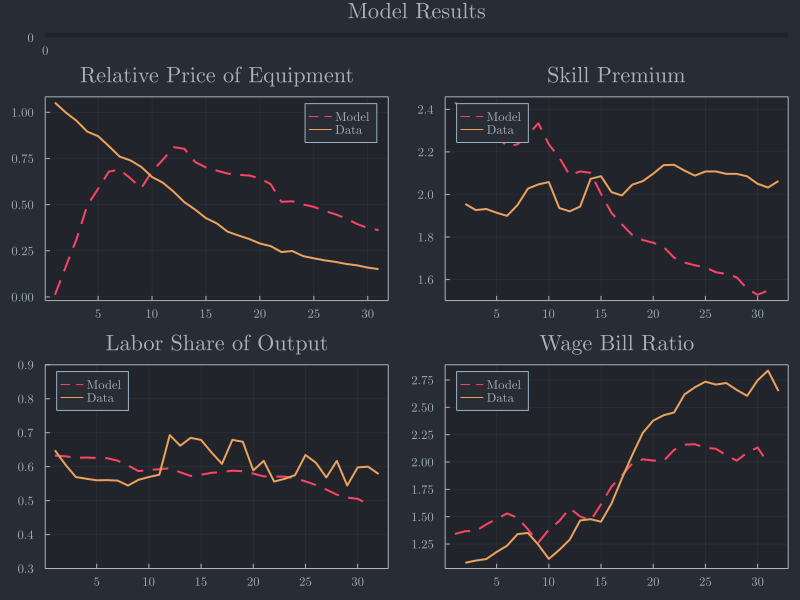 Model Results
0
0
Relative Price of Equipment
1.00
0.75
0.50
0.25
0.00
Model
Data
5 10 15 20 25 30
Skill Premium
2.4
2.2
2.0
1.8
1.6
Model
Data
5 10 15 20 25 30
Labor Share of Output
0.9
0.8
0.7
0.6
0.5
0.4
0.3
Model
Data
5 10 15 20 25 30
Wage Bill Ratio
2.75
2.50
2.25
2.00
1.75
1.50
1.25
Model
Data
5 10 15 20 25 30